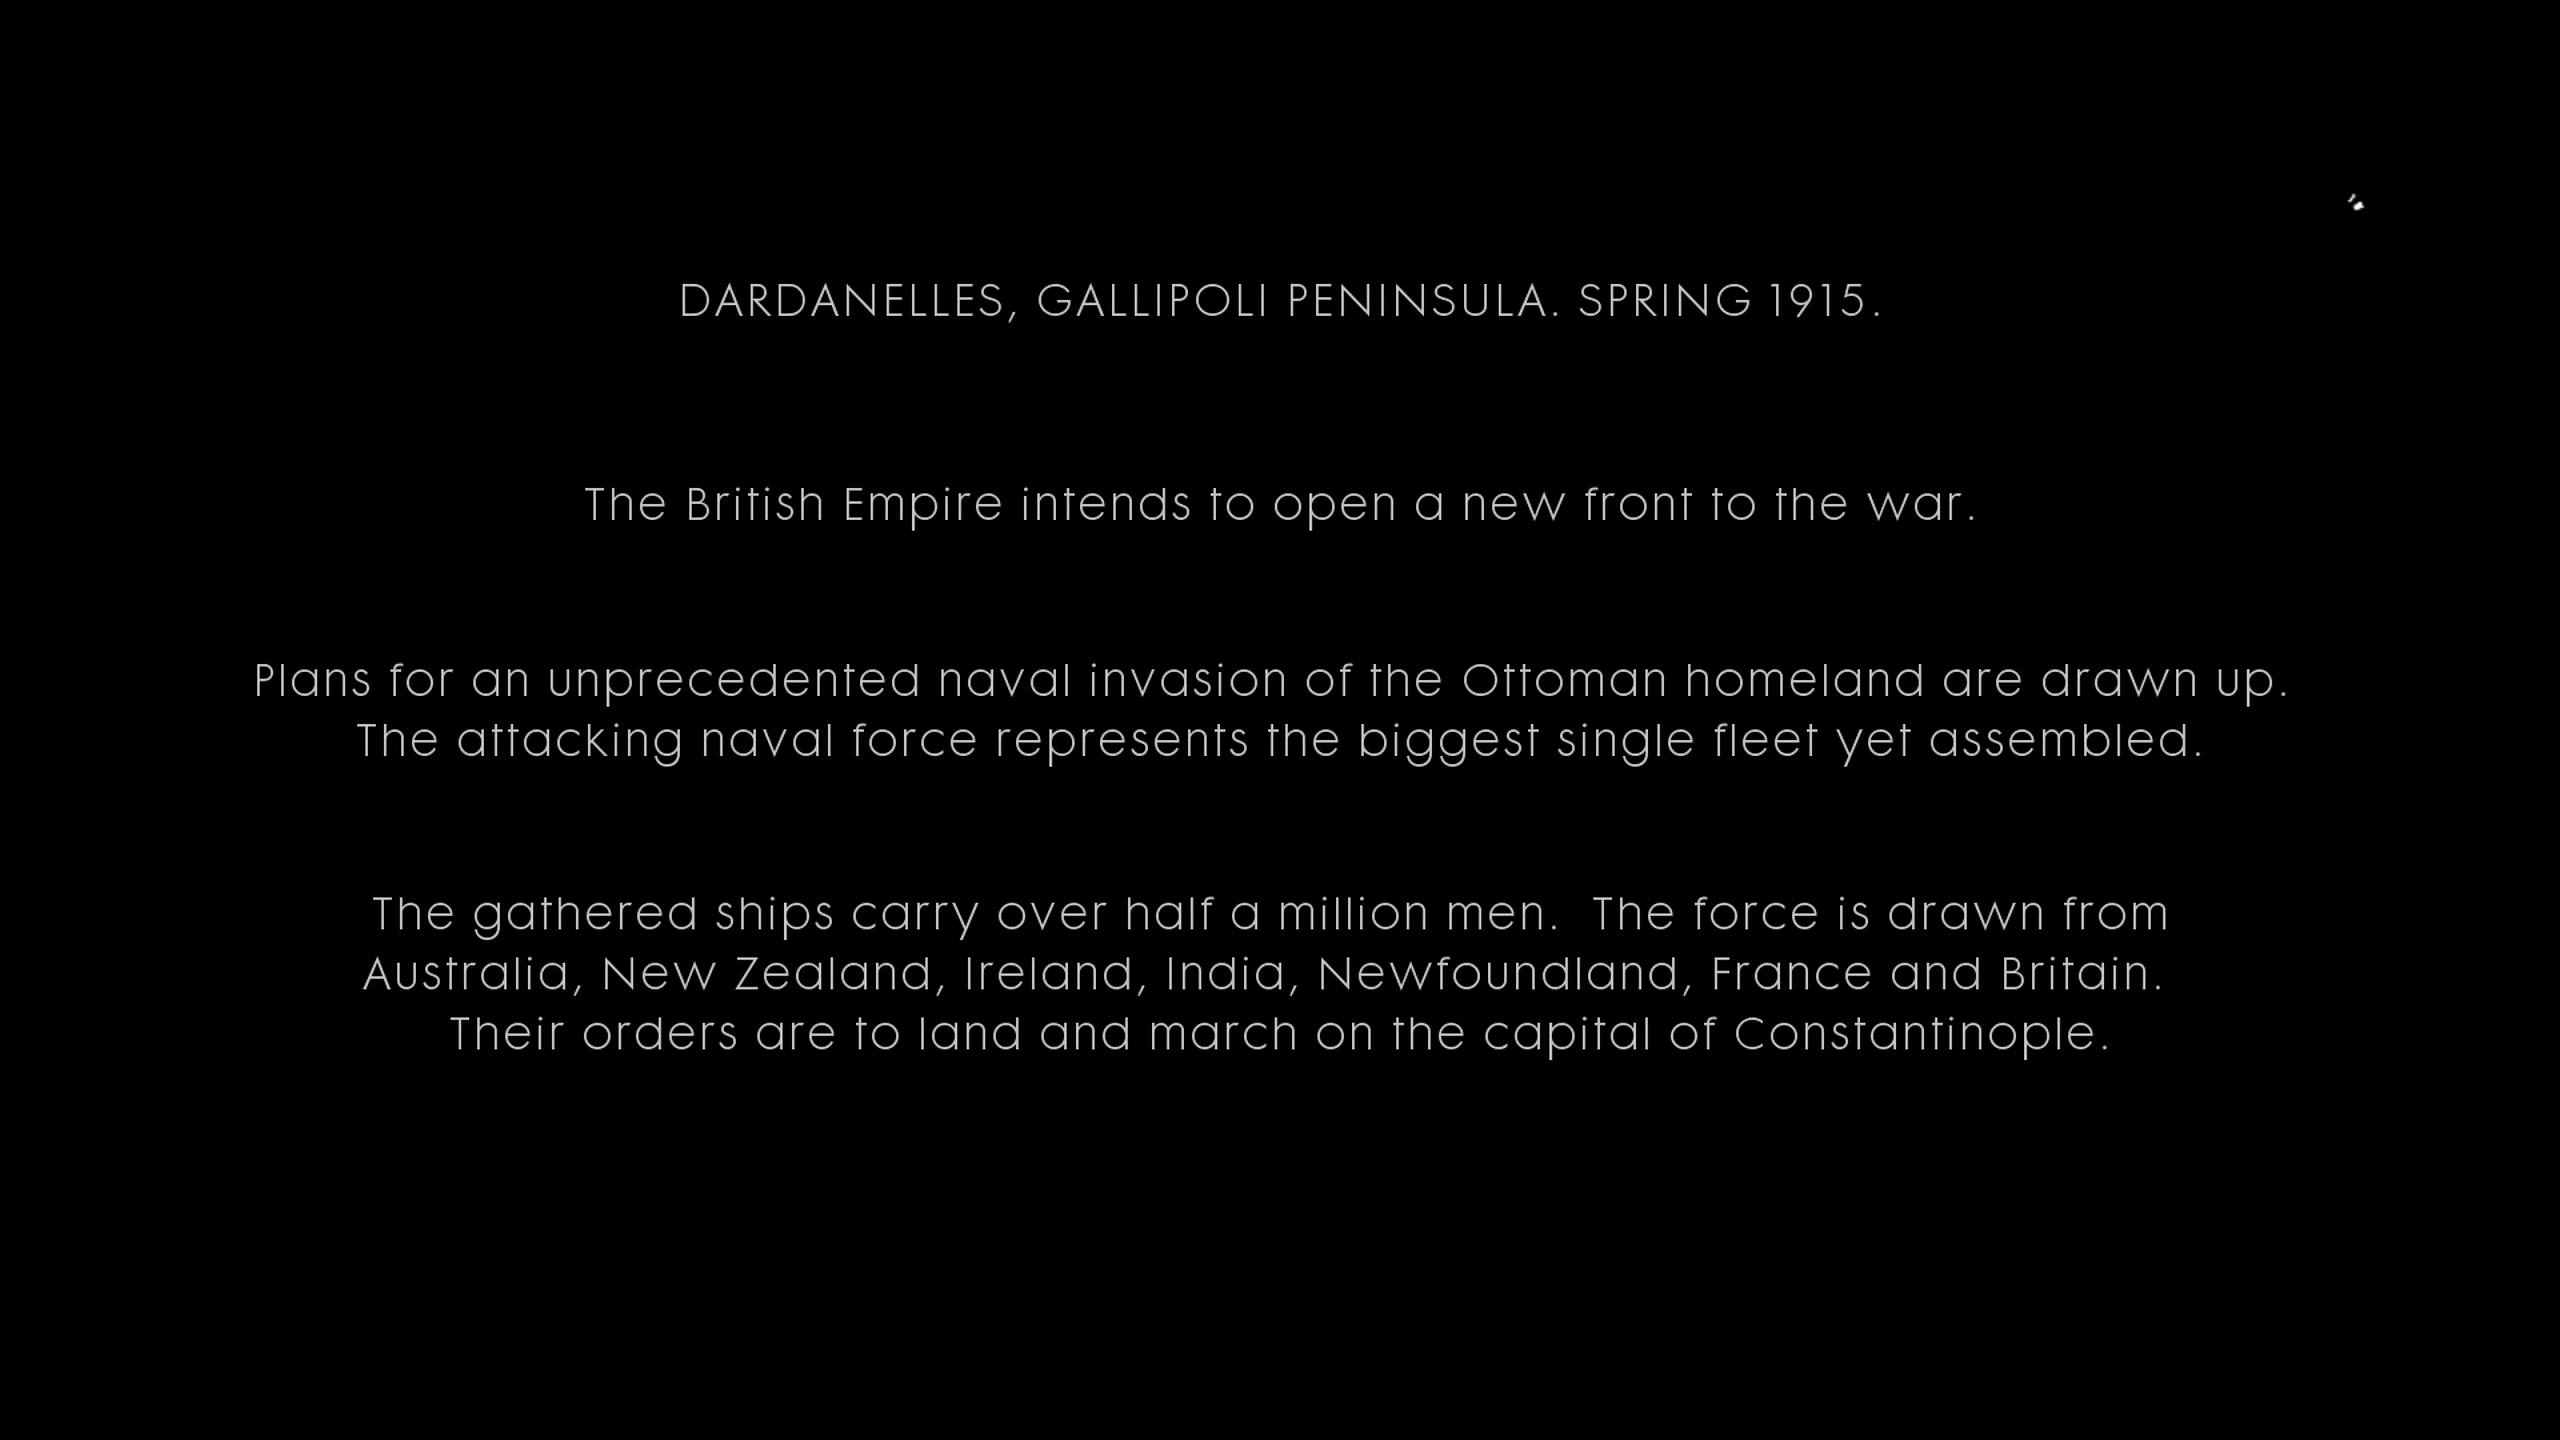 DARDANELLES, GALLIPOLI PENINSULA. SPRING 1915.
The British Empire intends to open a new front to the war.
Plans for an unprecedented naval invasion of the Ottoman homeland are drawn up.
The attacking naval force represents the biggest single fleet yet assembled.
The gathered ships carry over half a million men.  The force is drawn from
Australia, New Zealand, Ireland, India, Newfoundland, France and Britain.
Their orders are to land and march on the capital of Constantinople.